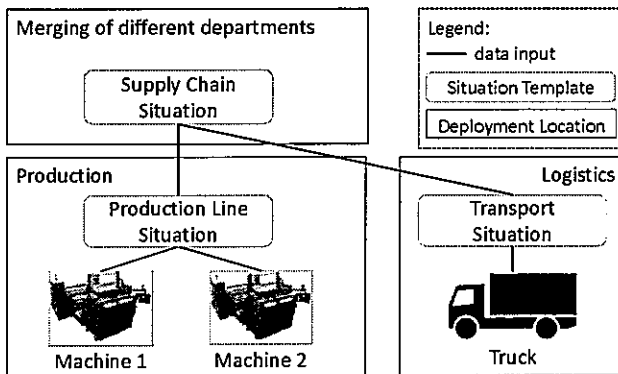 Merging of different departments
Supply Chain
Situation
Legend:
data input
Situation Template
Deployment Location
Production
Production Line
Situation
Machine 1
Machine 2
Logistics
Transport
Situation
Truck